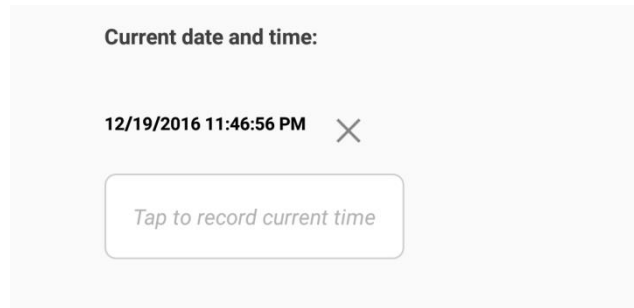 Current date and time:
12/19/2016 11:46:56 PM
Tap to record current time